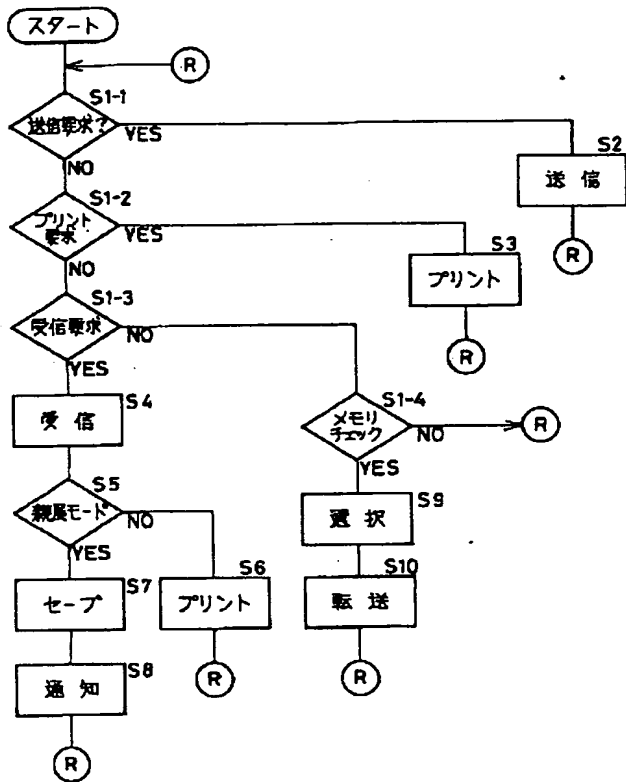 スタート
R
S1-1
送信要求?
YES
NO
S2
送信
R
S1-2
プリント
要求
YES
NO
S3
プリント
R
S1-3
受信要求
NO
YES
S4
受信
S1-4
メモリ
チェック
NO
R
YES
S5
親展モード
NO
YES
S9
選択
S7
セーブ
S6
プリント
R
S10
転送
R
S8
通知
R